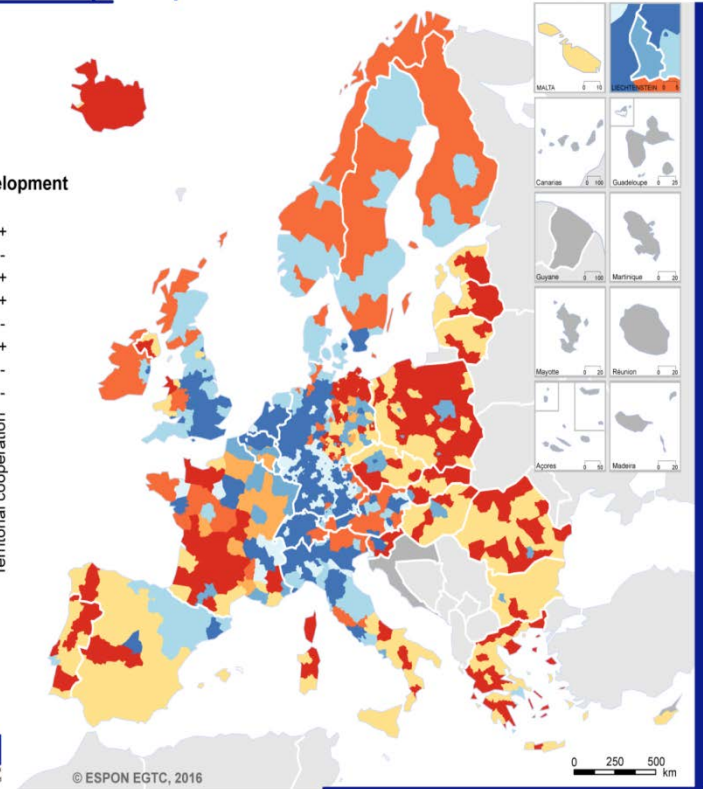 elopment
+
-
+
+
-
+
-
-
Territorial cooperation
MALTA 0 10
LIECHTENSTEIN 0 5
Canarias 0 100
Guadeloupe 0 25
Guyane 0 100
Martinique 0 20
Mayotte 0 20
Réunion 0 20
Açores 0 50
Madeira 0 20
0 250 500
km
© ESPON EGTC, 2016